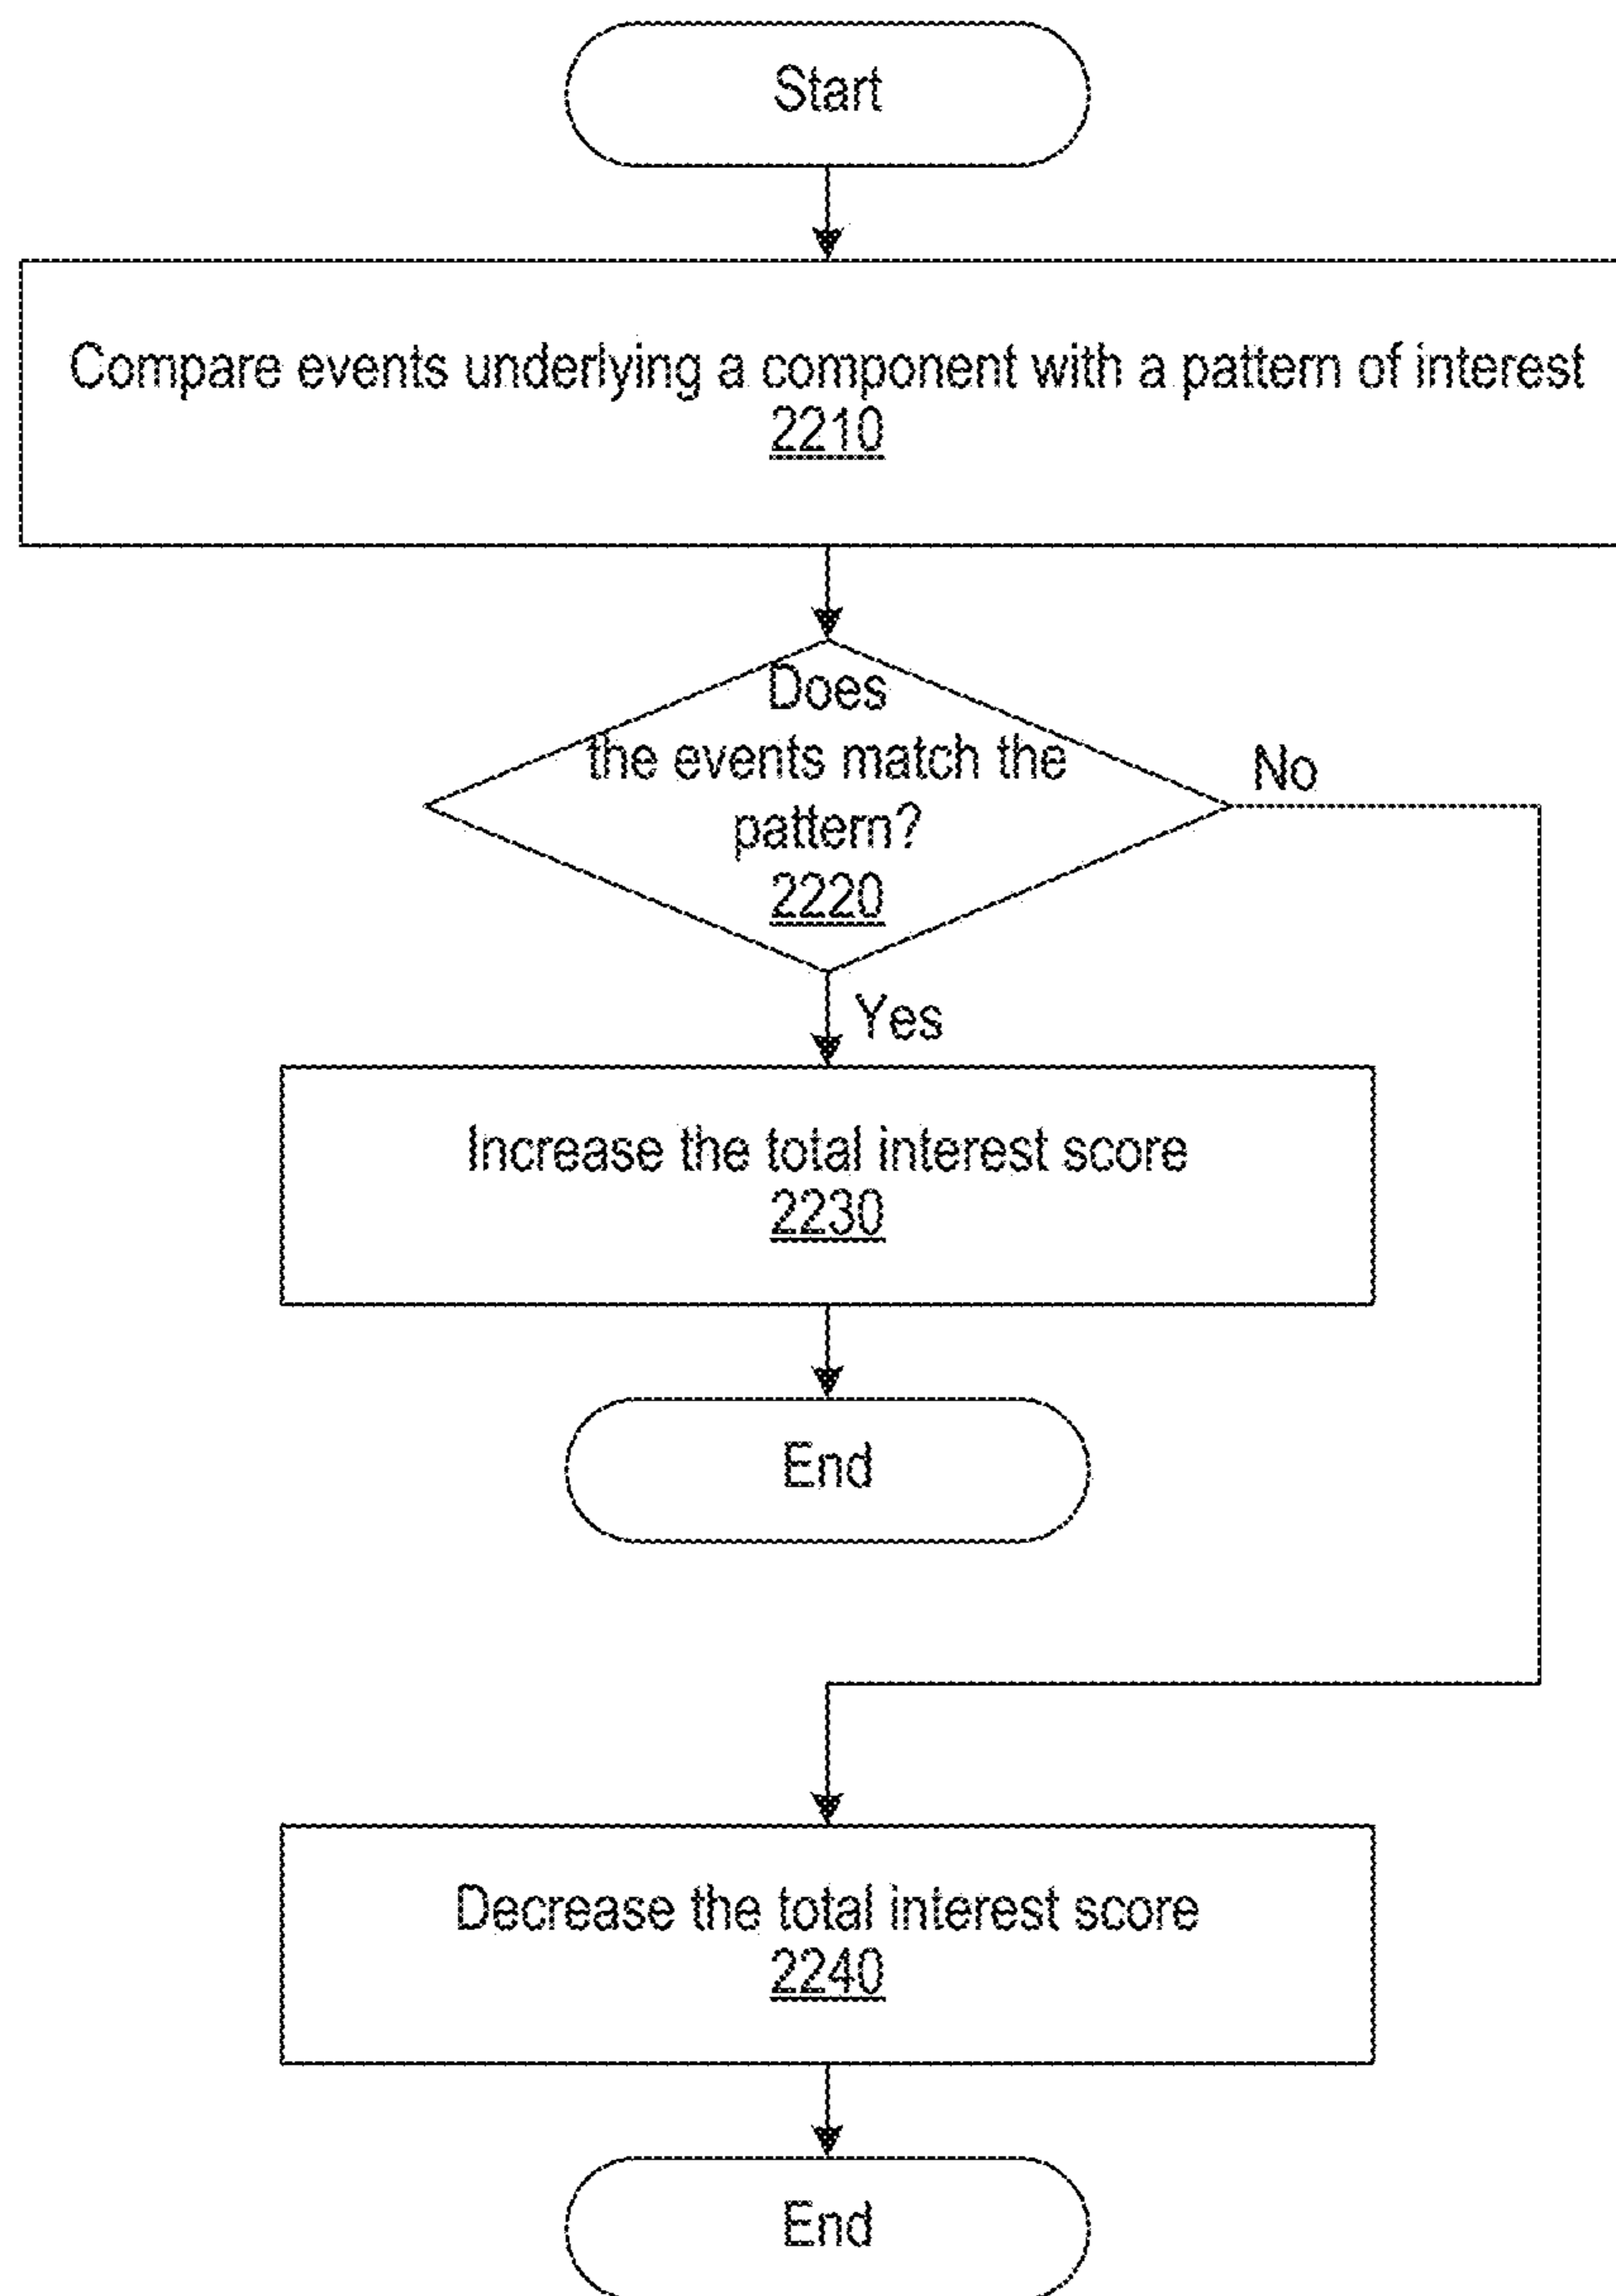 Start
Compare events underlying a component with a pattern of interest
2210
Does
the events match the
pattern?
2220
No
Yes
Increase the total interest score
2230
End
Decrease the total interest score
2240
End